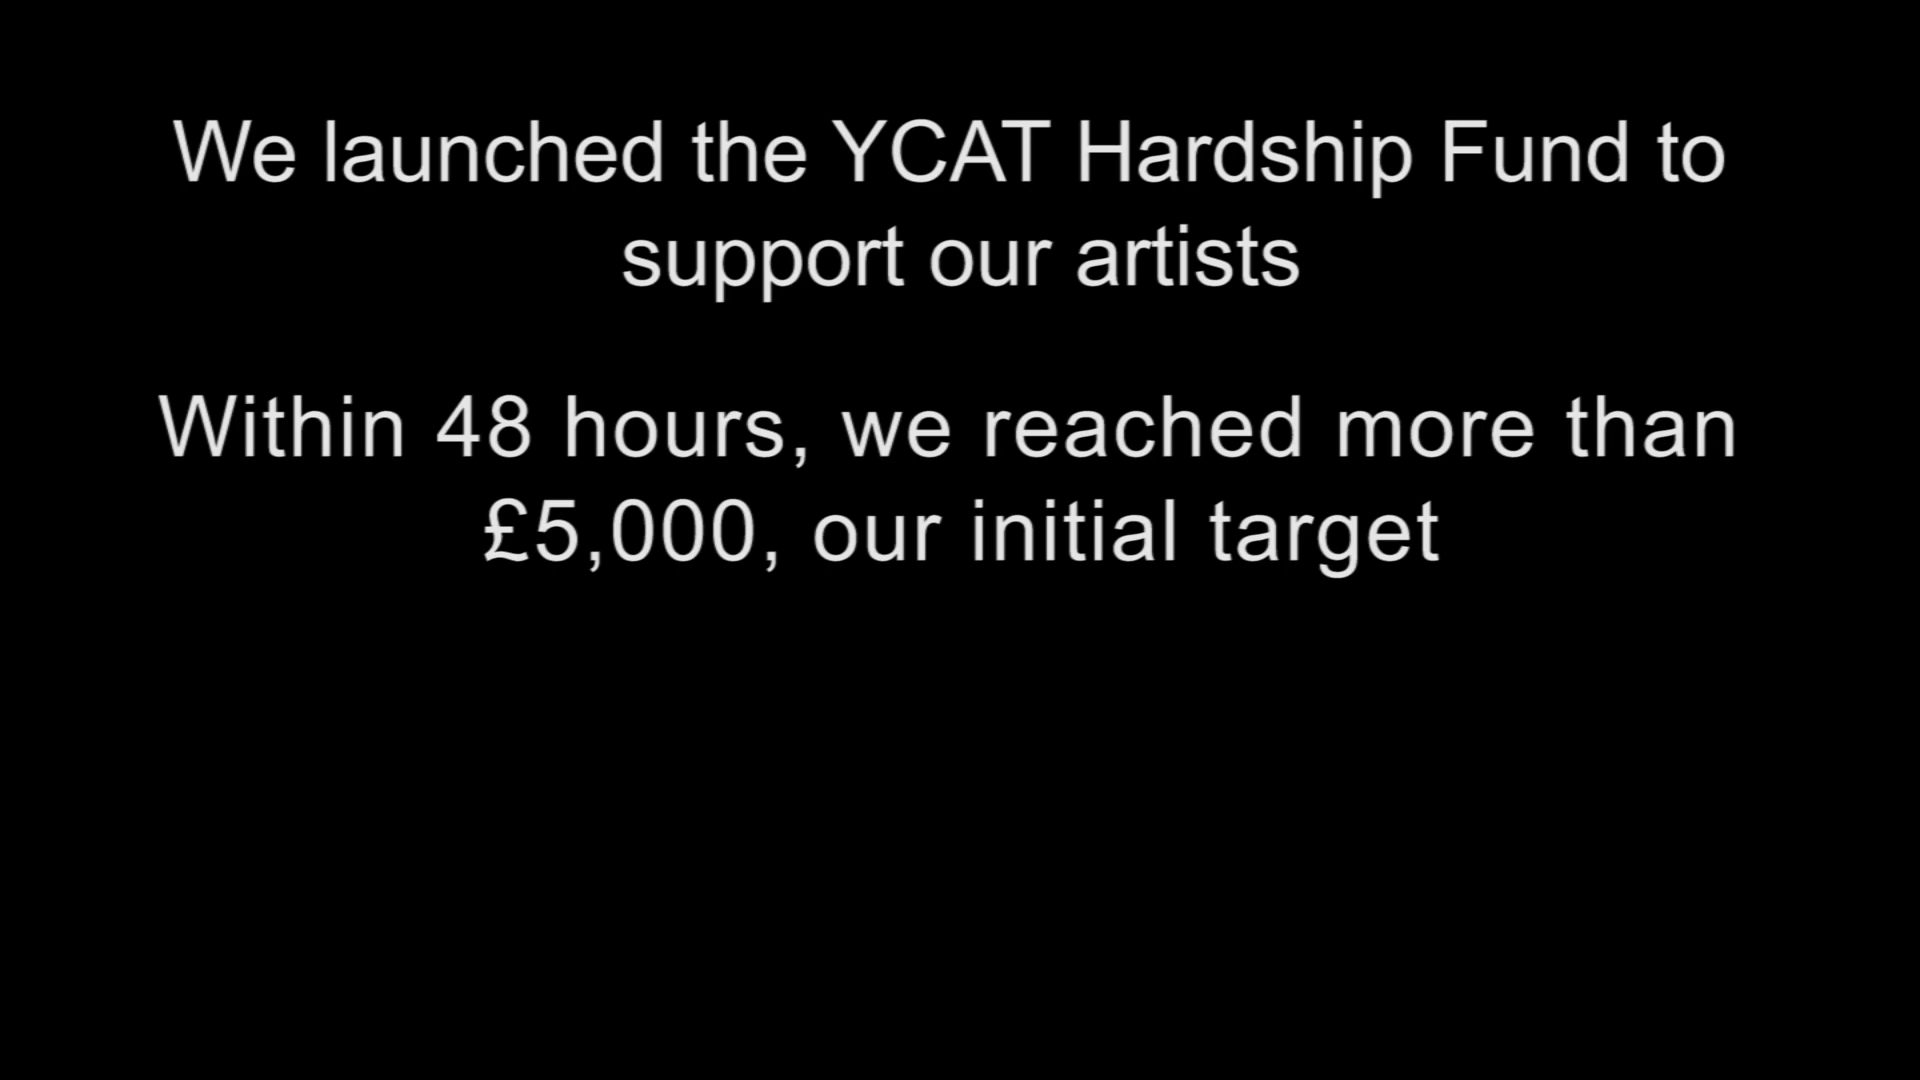 We launched the YCAT Hardship Fund to
support our artists
Within 48 hours, we reached more than
£5,000, our initial target